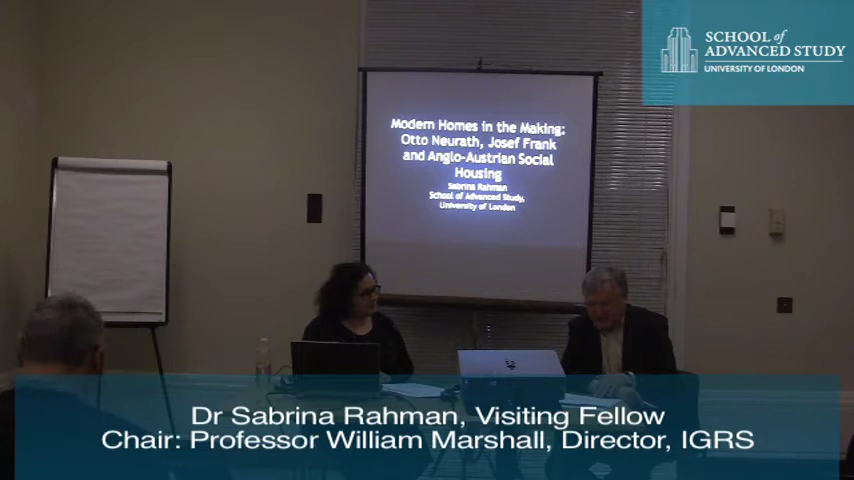 SCHOOL of
ADVANCED STUDY
UNIVERSITY OF LONDON
Modern Homes in the Making:
Otto Neurath, Josef Frank
and Anglo-Austrian Social
Housing
Sabrina Rahman
School of Advanced Study,
University of London
Dr Sabrina Rahman, Visiting Fellow
Chair: Professor William Marshall, Director, IGRS